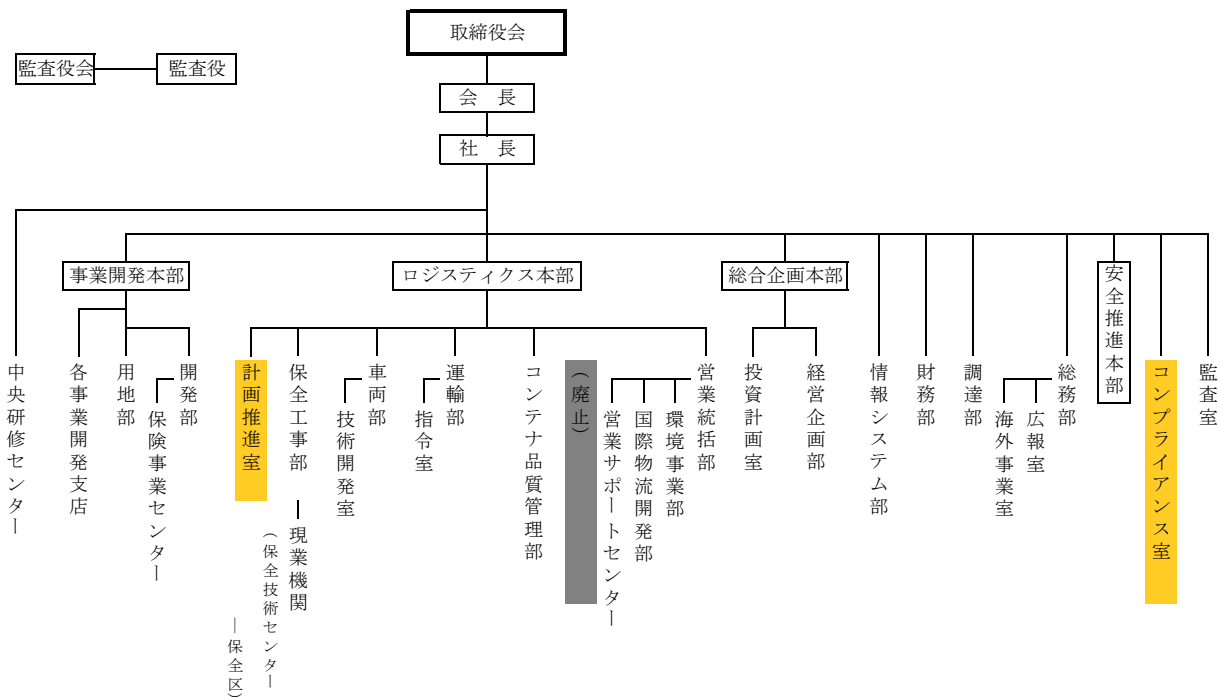 取締役会
監査役会
監査役
会　長
社　長
事業開発本部
ロジスティクス本部
総合企画本部
安全推進本部
中央研修センター
各事業開発支店
用地部
保険事業センター
開発部
計画推進室
保全工事部
現業機関
(保全技術センター
―保全区)
技術開発室
車両部
指令室
運輸部
コンテナ品質管理部
(廃止)
営業サポートセンター
国際物流開発部
環境事業部
営業統括部
投資計画室
経営企画部
情報システム部
財務部
調達部
海外事業室
広報室
総務部
コンプライアンス室
監査室